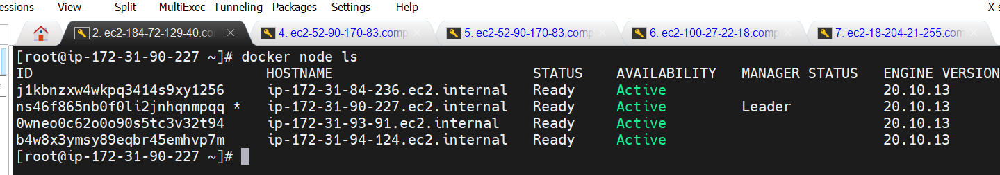 essions View Split MultiExec Tunneling Packages Settings Help X s
2. ec2-184-72-129-40.co 4. ec2-52-90-170-83.comp 5. ec2-52-90-170-83.comp 6. ec2-100-27-22-18.comp 7. ec2-18-204-21-255.com
[root@ip-172-31-90-227 ~]# docker node ls
ID HOSTNAME STATUS AVAILABILITY MANAGER STATUS ENGINE VERSION
j1kbnzxw4wkpq3414s9xy1256 ip-172-31-84-236.ec2.internal Ready Active 20.10.13
ns46f865nb0f0li2jnhqnmpqq * ip-172-31-90-227.ec2.internal Ready Active Leader 20.10.13
0wneo0c62o0o90s5tc3v32t94 ip-172-31-93-91.ec2.internal Ready Active 20.10.13
b4w8x3ymsy89eqbr45emhvp7m ip-172-31-94-124.ec2.internal Ready Active 20.10.13
[root@ip-172-31-90-227 ~]#